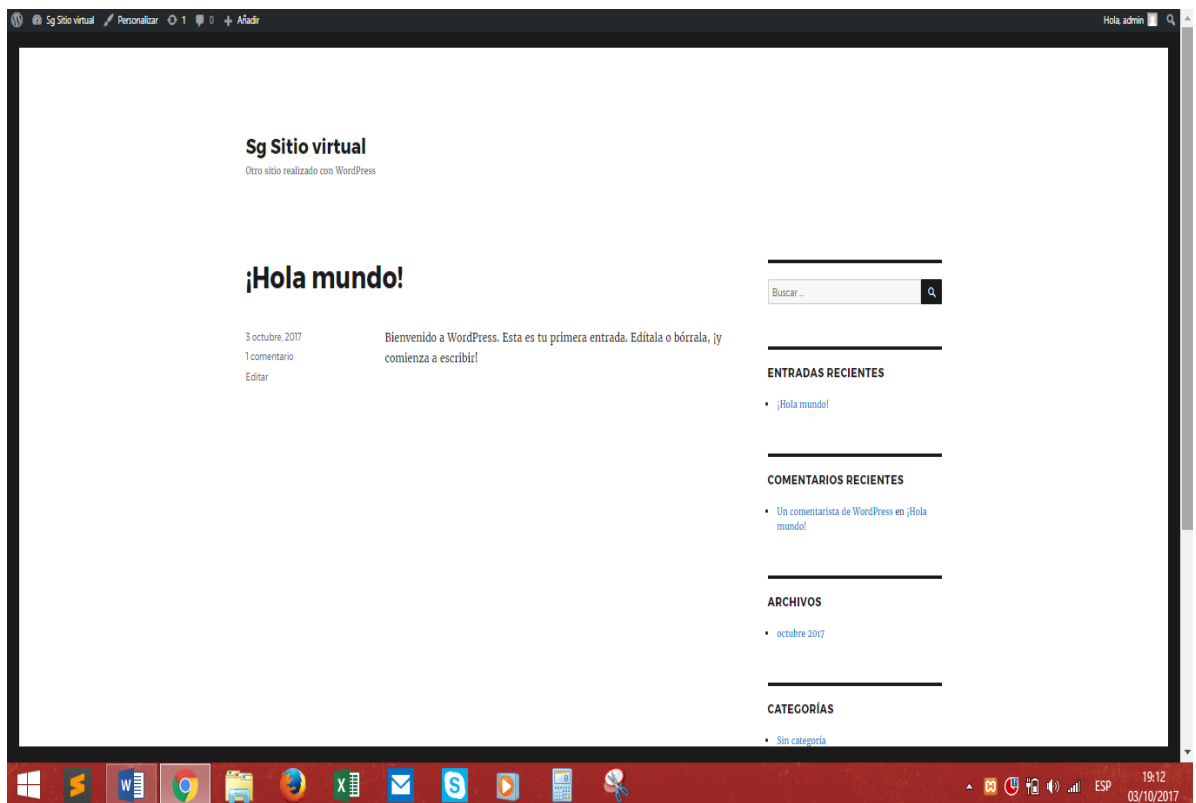 Sg Sitio virtual Personalizar 1 0 Añadir Hola, admin
Sg Sitio virtual
Otro sitio realizado con WordPress
¡Hola mundo!
3 octubre, 2017
1 comentario
Editar
Bienvenido a WordPress. Esta es tu primera entrada. Edítala o bórrala, ¡y
comienza a escribir!
Buscar ...
ENTRADAS RECIENTES
¡Hola mundo!
COMENTARIOS RECIENTES
Un comentarista de WordPress en ¡Hola
mundo!
ARCHIVOS
octubre 2017
CATEGORÍAS
Sin categoría
ESP
19:12
03/10/2017